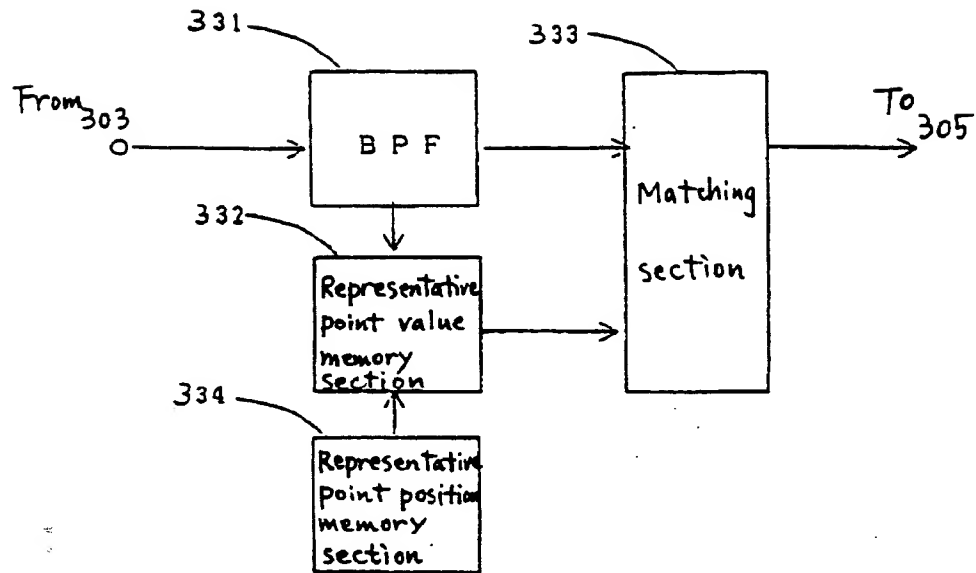 331
333
From 303
BPF
To 305
332
Matching
section
Representative
point value
memory
section
334
Representative
point position
memory
section